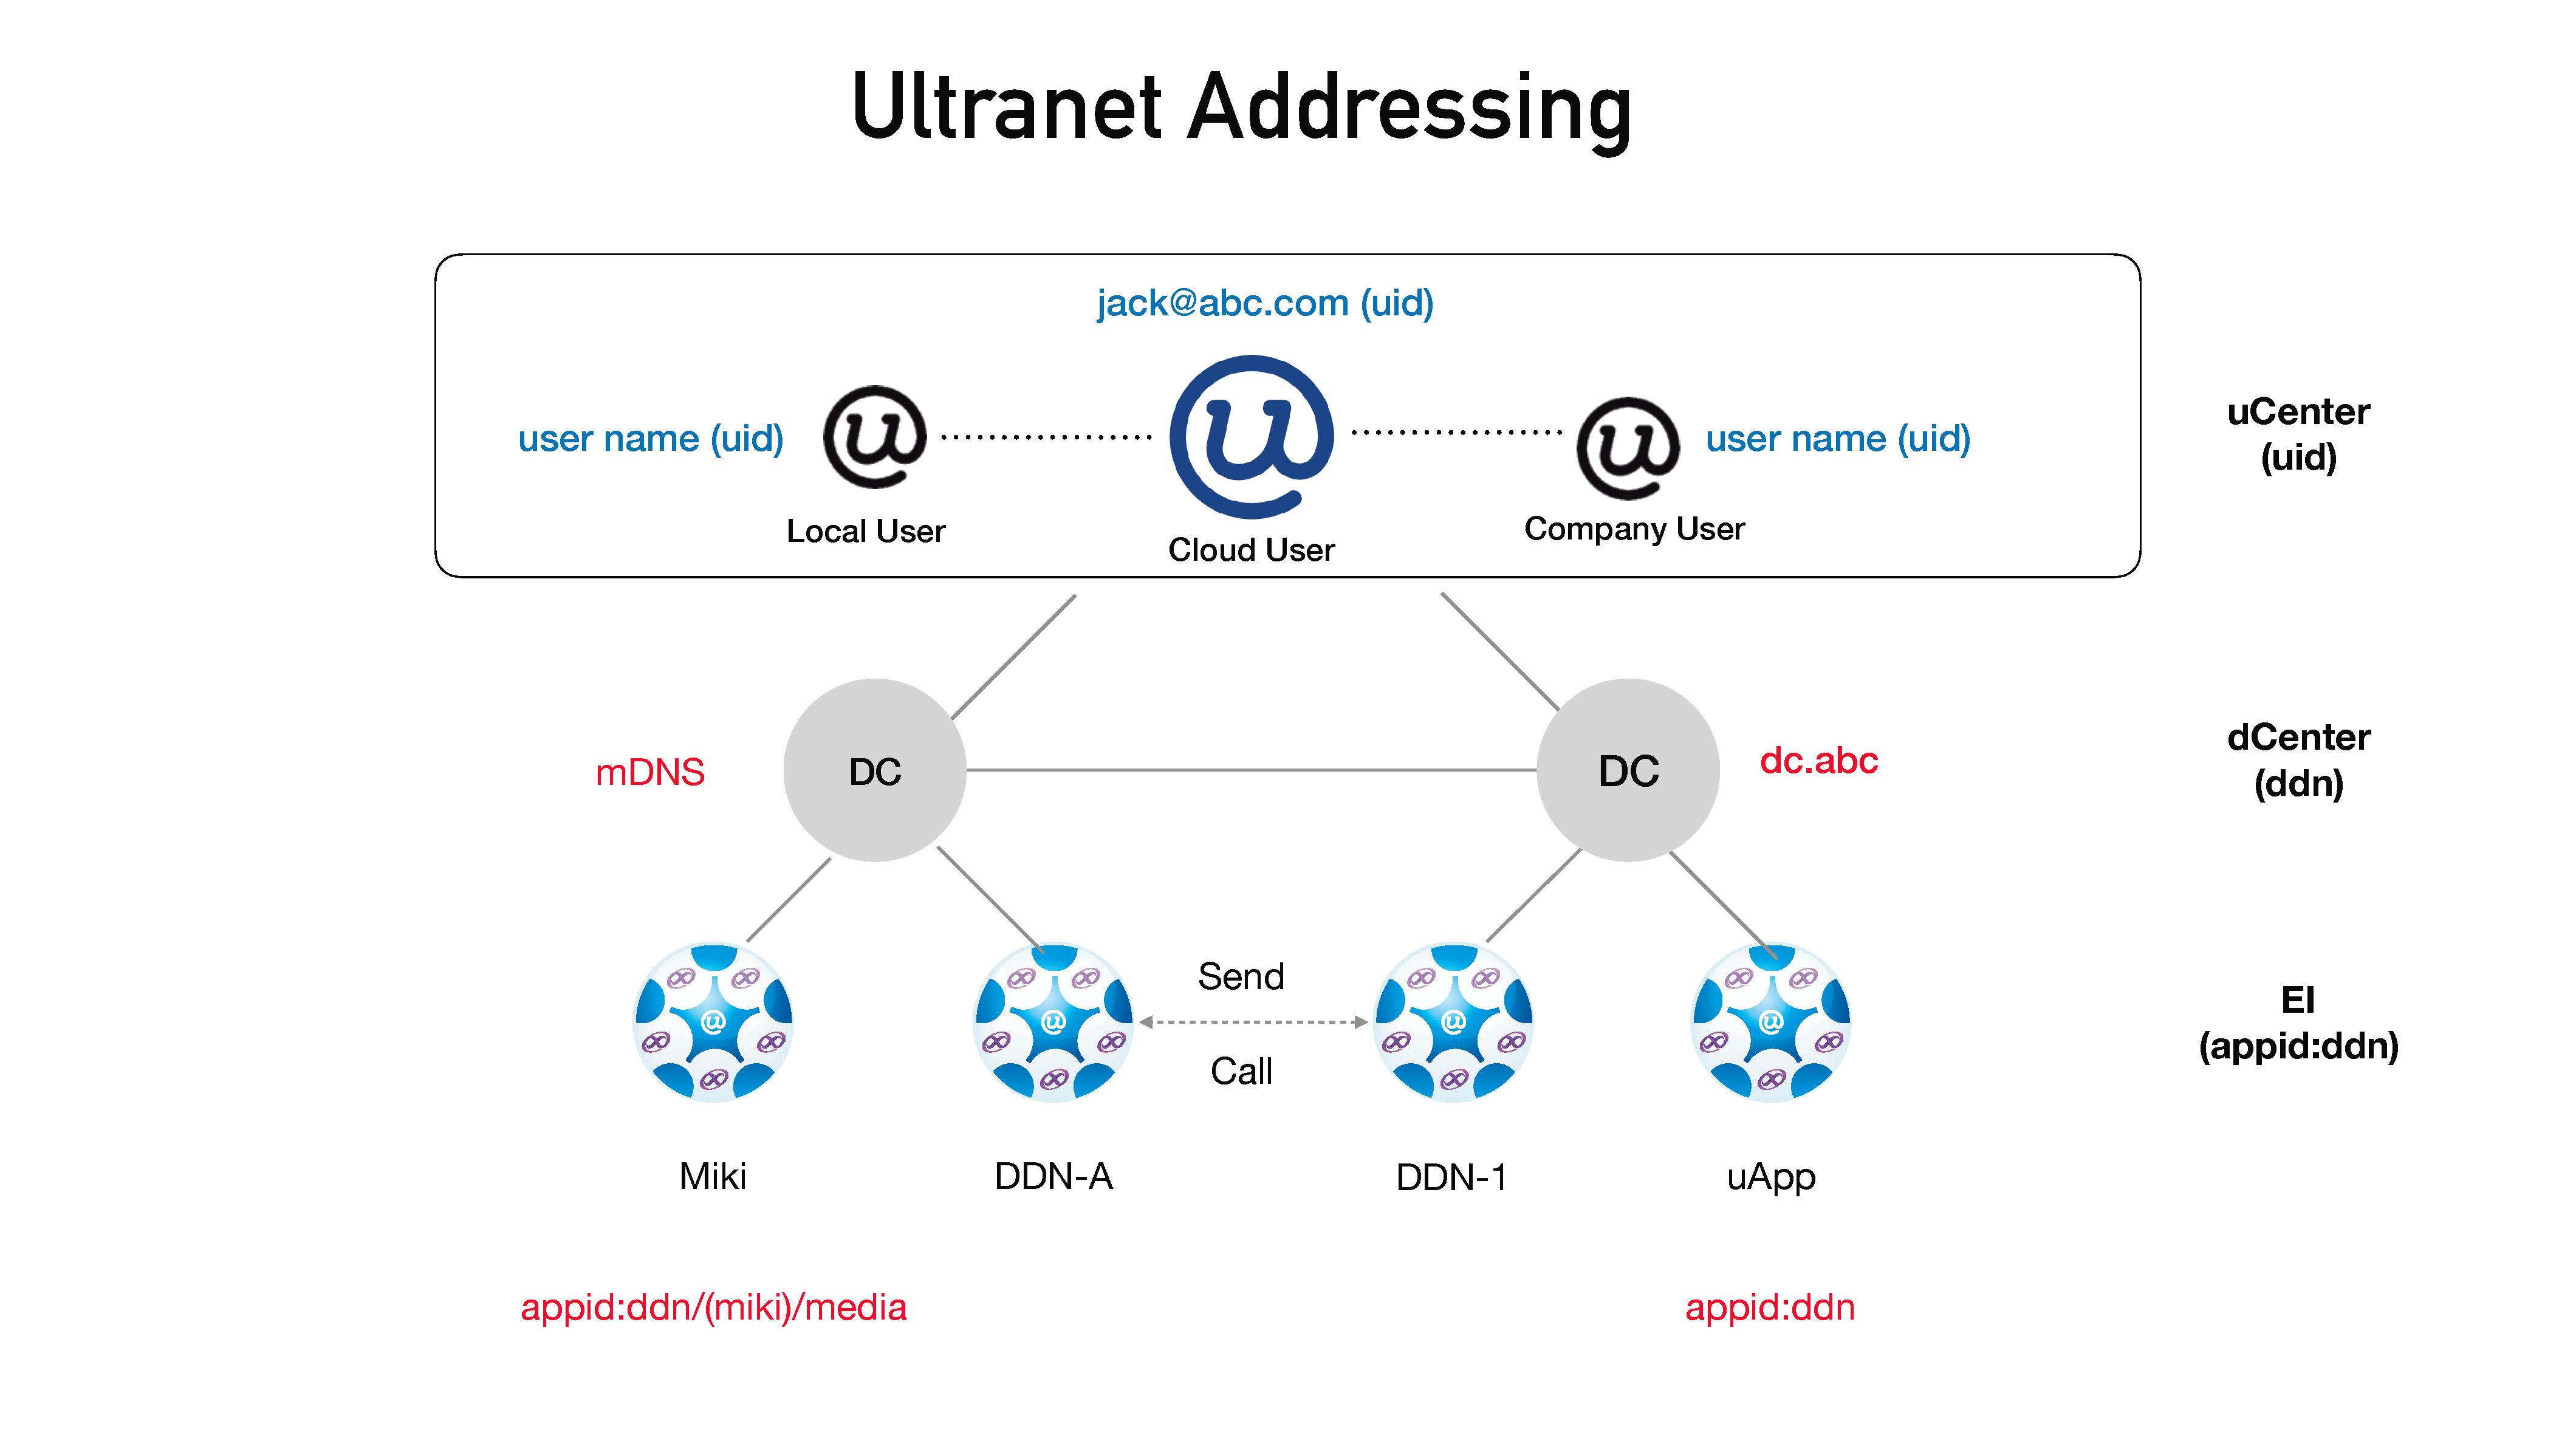 Ultranet Addressing
jack@abc.com (uid)
user name (uid)
user name (uid)
Local User
Cloud User
Company User
uCenter
(uid)
mDNS
DC
DC
dc.abc
dCenter
(ddn)
Send
Call
EI
(appid:ddn)
Miki
DDN-A
DDN-1
uApp
appid:ddn/(miki)/media
appid:ddn